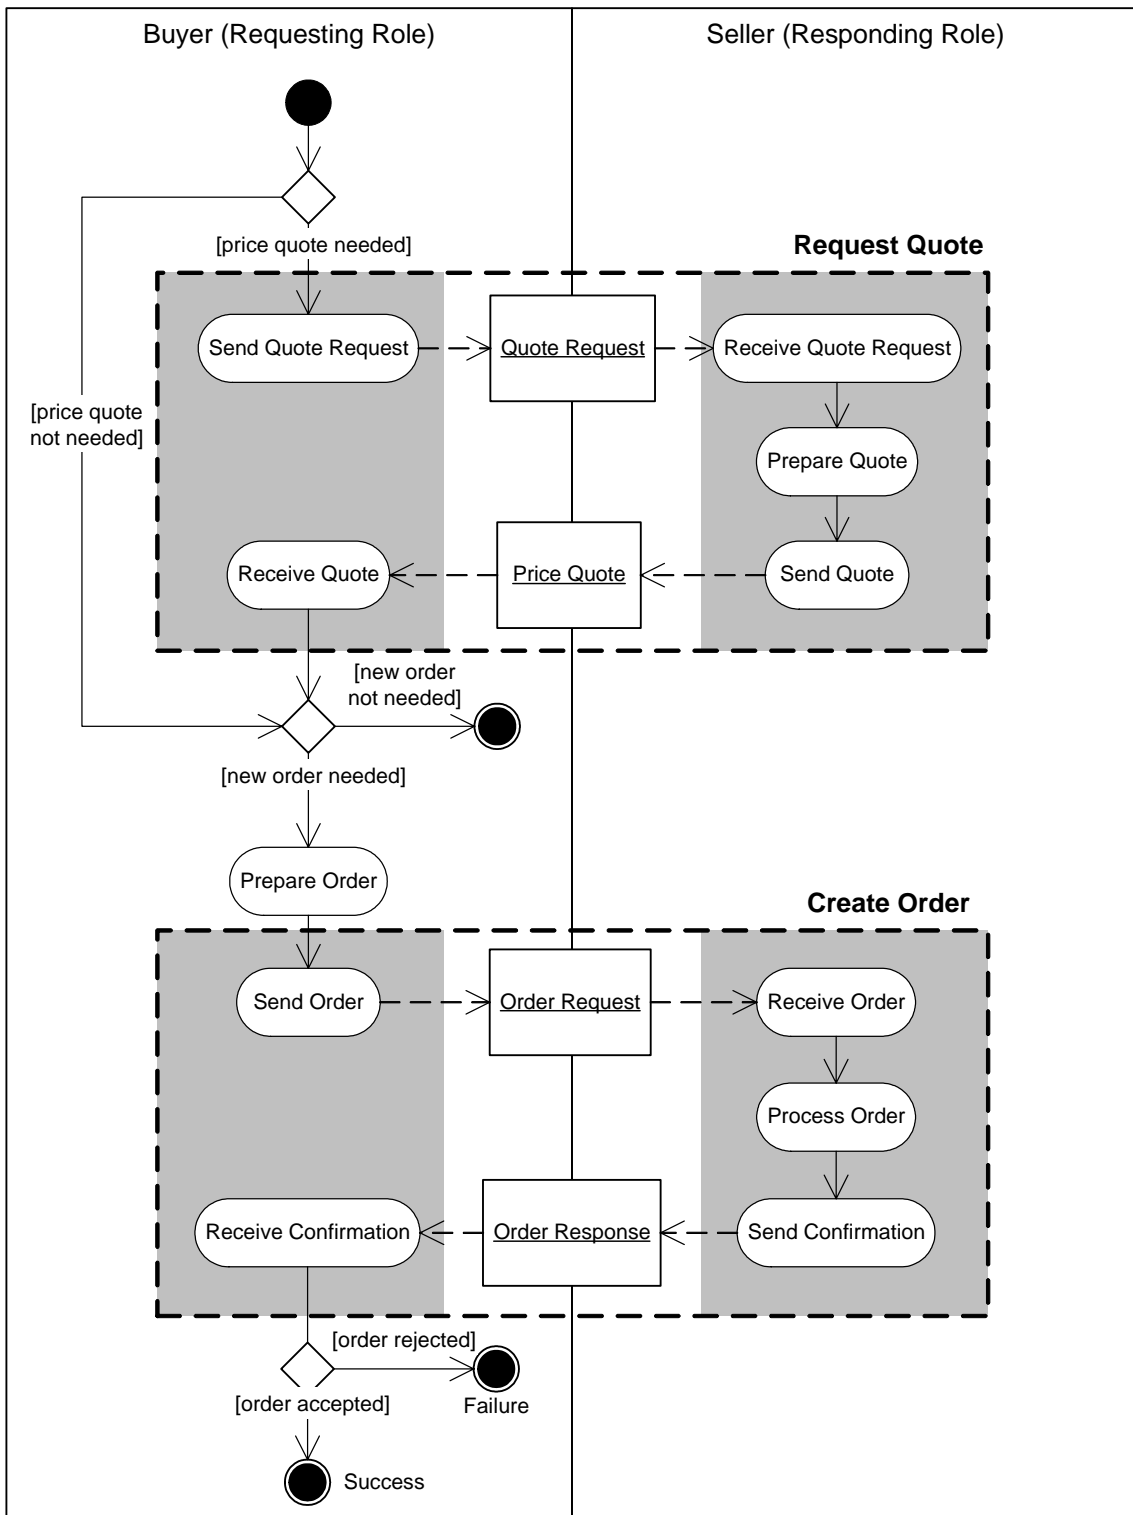 Buyer (Requesting Role)
Seller (Responding Role)
[price quote needed]
Request Quote
Send Quote Request
Quote Request
Receive Quote Request
[price quote
not needed]
Prepare Quote
Receive Quote
Price Quote
Send Quote
[new order
not needed]
[new order needed]
Prepare Order
Create Order
Send Order
Order Request
Receive Order
Process Order
Receive Confirmation
Order Response
Send Confirmation
[order rejected]
[order accepted]
Failure
Success